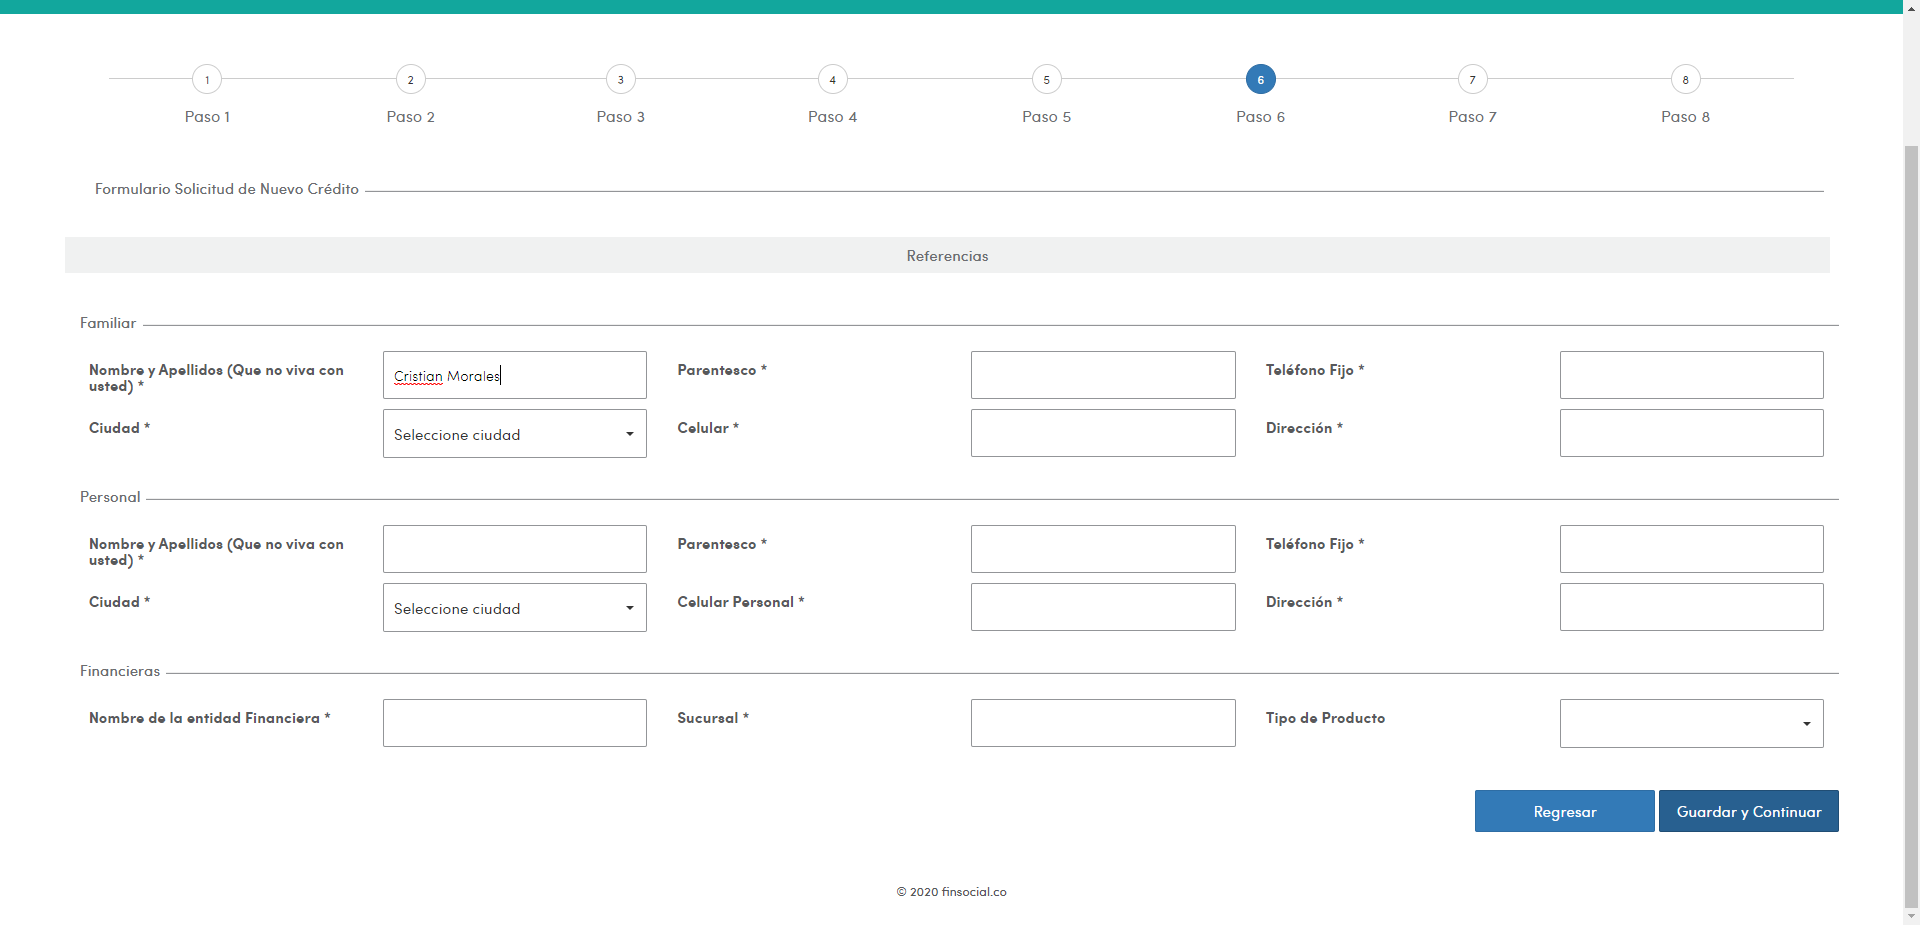 1 2 3 4 5 6 7 8
Paso 1 Paso 2 Paso 3 Paso 4 Paso 5 Paso 6 Paso 7 Paso 8
Formulario Solicitud de Nuevo Crédito
Referencias
Familiar
Nombre y Apellidos (Que no viva con
usted) *
Cristian Morales
Parentesco *
Teléfono Fijo *
Ciudad *
Seleccione ciudad
Celular *
Dirección *
Personal
Nombre y Apellidos (Que no viva con
usted) *
Parentesco *
Teléfono Fijo *
Ciudad *
Seleccione ciudad
Celular Personal *
Dirección *
Financieras
Nombre de la entidad Financiera *
Sucursal *
Tipo de Producto
Regresar
Guardar y Continuar
© 2020 finsocial.co